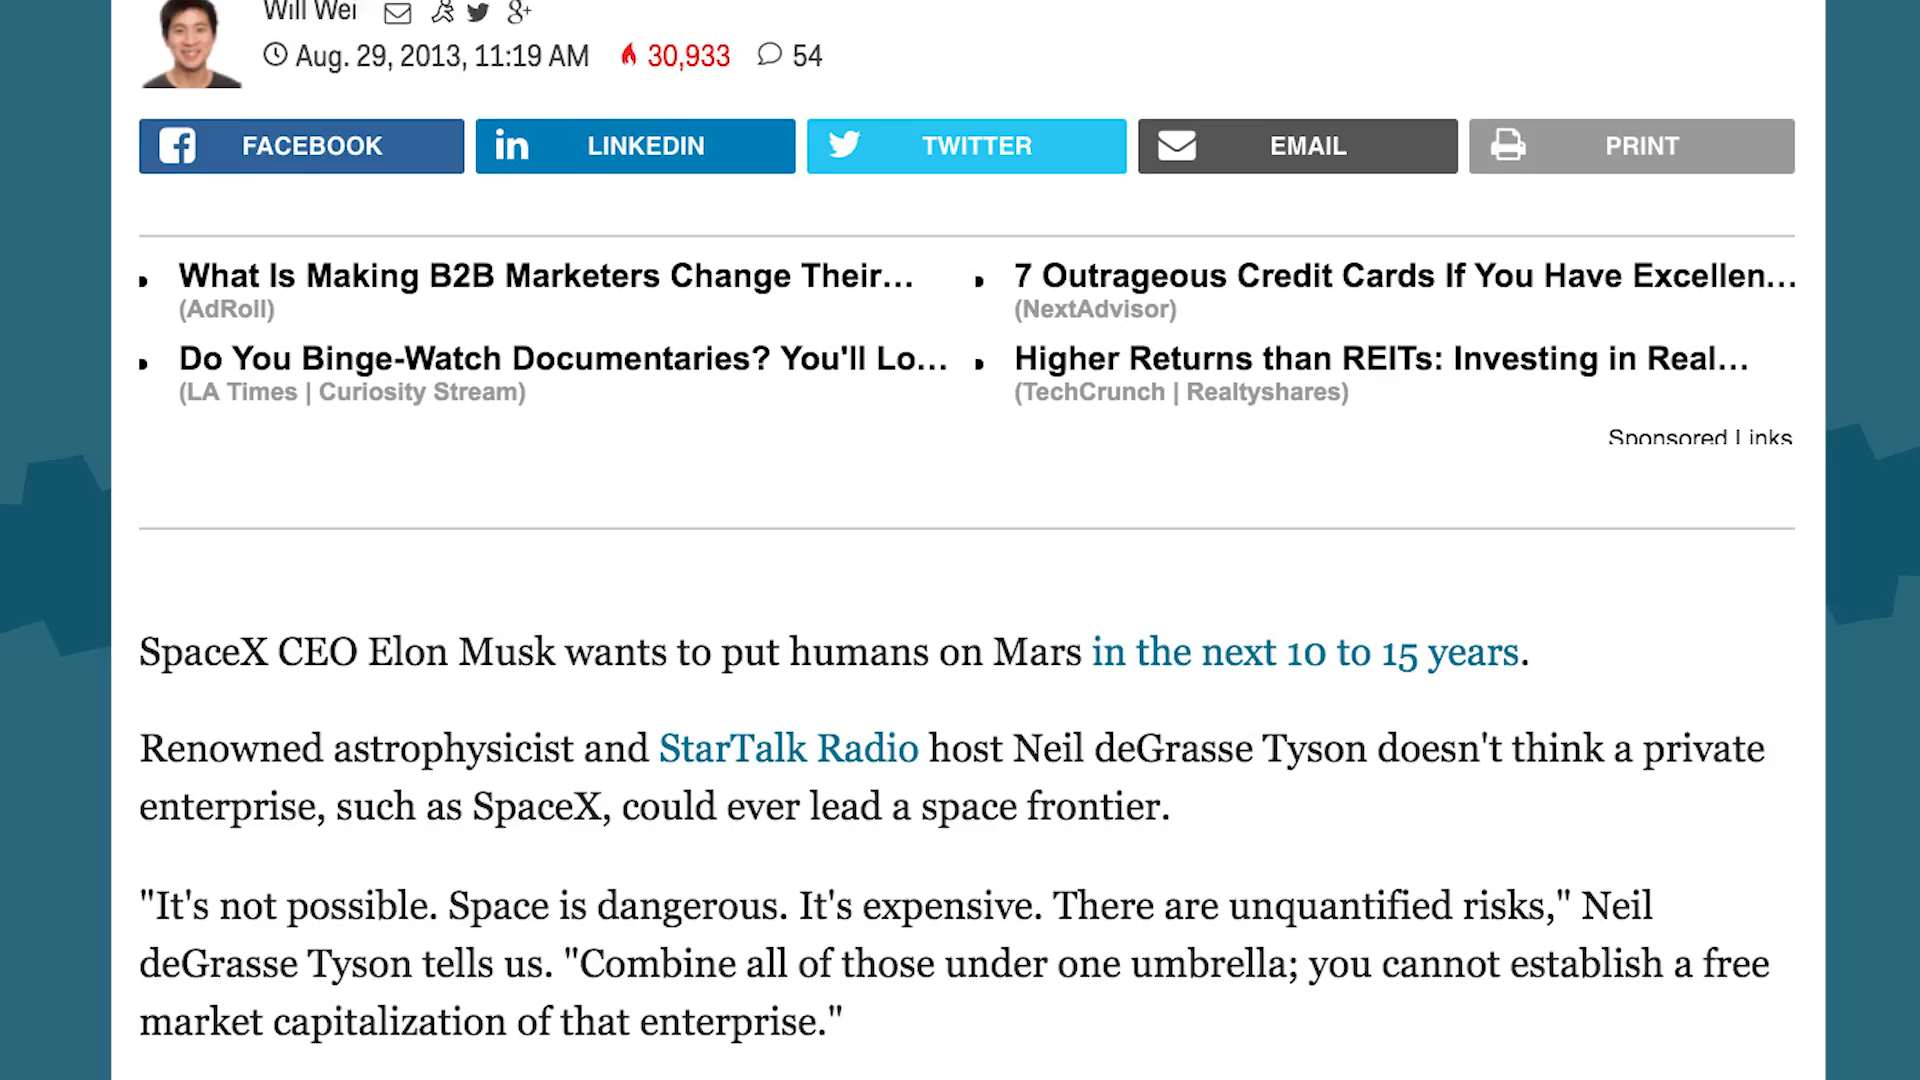 Will Wei
Aug. 29, 2013, 11:19 AM 30,933 54
FACEBOOK LINKEDIN TWITTER EMAIL PRINT
What Is Making B2B Marketers Change Their...
(AdRoll)
7 Outrageous Credit Cards If You Have Excellen...
(NextAdvisor)
Do You Binge-Watch Documentaries? You'll Lo...
(LA Times | Curiosity Stream)
Higher Returns than REITs: Investing in Real...
(TechCrunch | Realtyshares)
Sponsored Links
SpaceX CEO Elon Musk wants to put humans on Mars in the next 10 to 15 years.
Renowned astrophysicist and StarTalk Radio host Neil deGrasse Tyson doesn't think a private
enterprise, such as SpaceX, could ever lead a space frontier.
"It's not possible. Space is dangerous. It's expensive. There are unquantified risks," Neil
deGrasse Tyson tells us. "Combine all of those under one umbrella; you cannot establish a free
market capitalization of that enterprise."